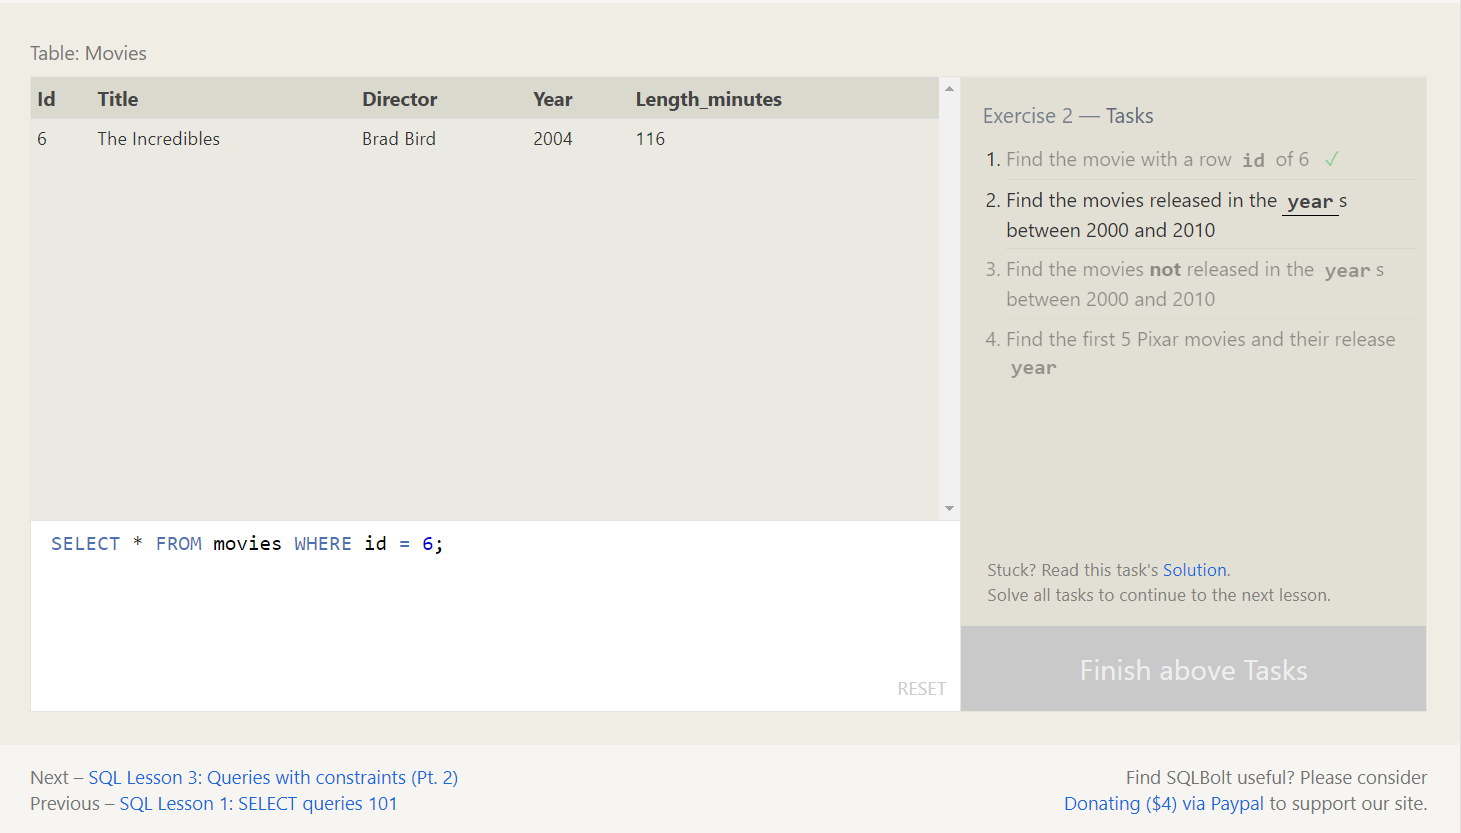 Table: Movies
Id Title Director Year Length_minutes
6 The Incredibles Brad Bird 2004 116
SELECT * FROM movies WHERE id = 6;
RESET
Exercise 2 — Tasks
1. Find the movie with a row id of 6 ✓
2. Find the movies released in the years
between 2000 and 2010
3. Find the movies not released in the years
between 2000 and 2010
4. Find the first 5 Pixar movies and their release
year
Stuck? Read this task's Solution.
Solve all tasks to continue to the next lesson.
Finish above Tasks
Next – SQL Lesson 3: Queries with constraints (Pt. 2)
Previous – SQL Lesson 1: SELECT queries 101
Find SQLBolt useful? Please consider
Donating ($4) via Paypal to support our site.